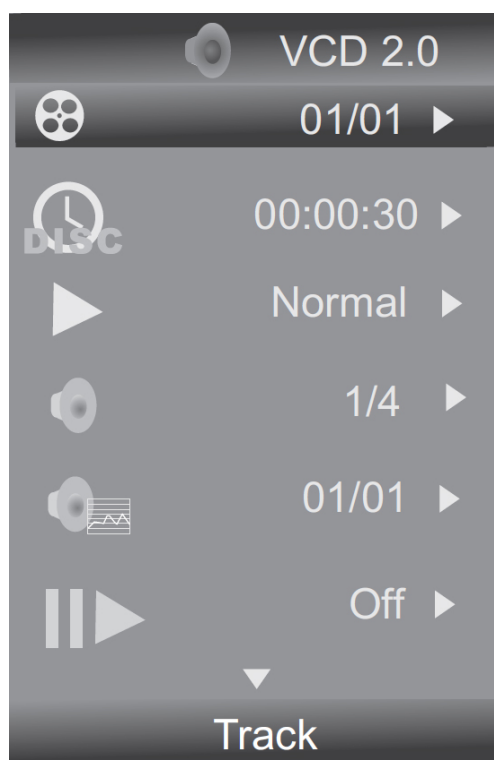 VCD 2.0
01/01
DISC
00:00:30
Normal
1/4
01/01
Off
Track